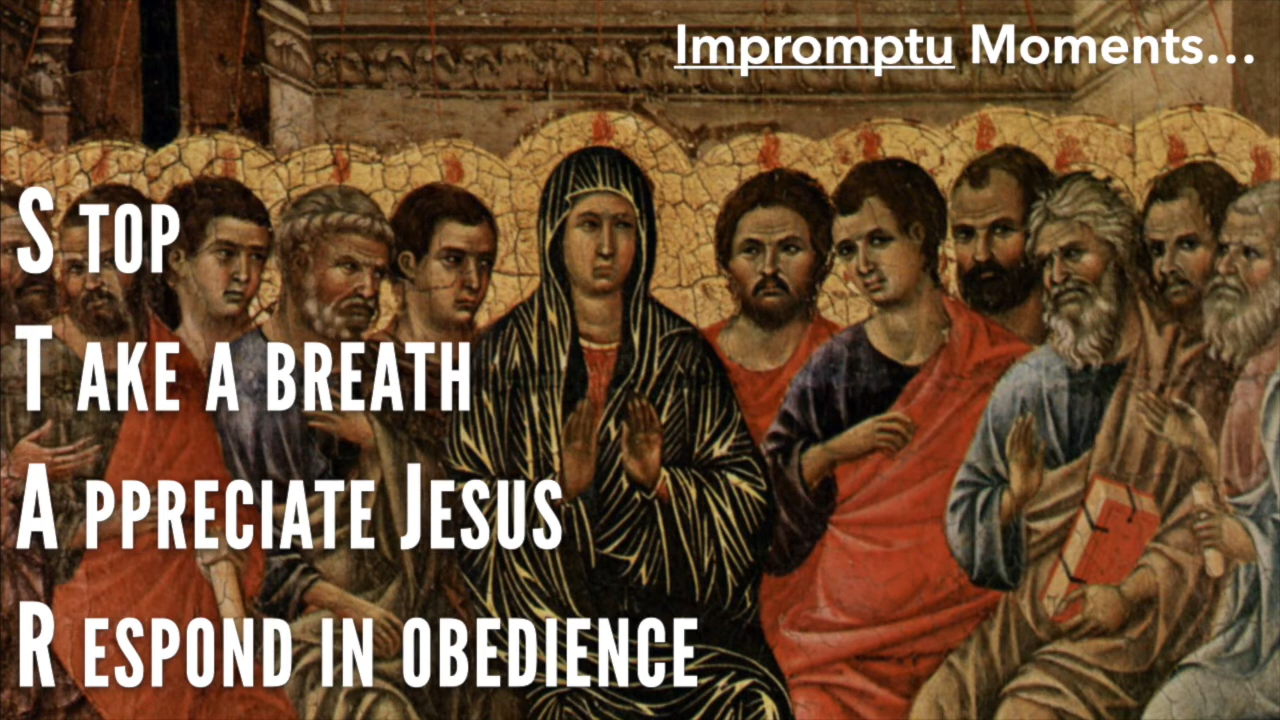 Impromptu Moments...
S TOP
T AKE A BREATH
A PPRECIATE JESUS
R ESPOND IN OBEDIENCE